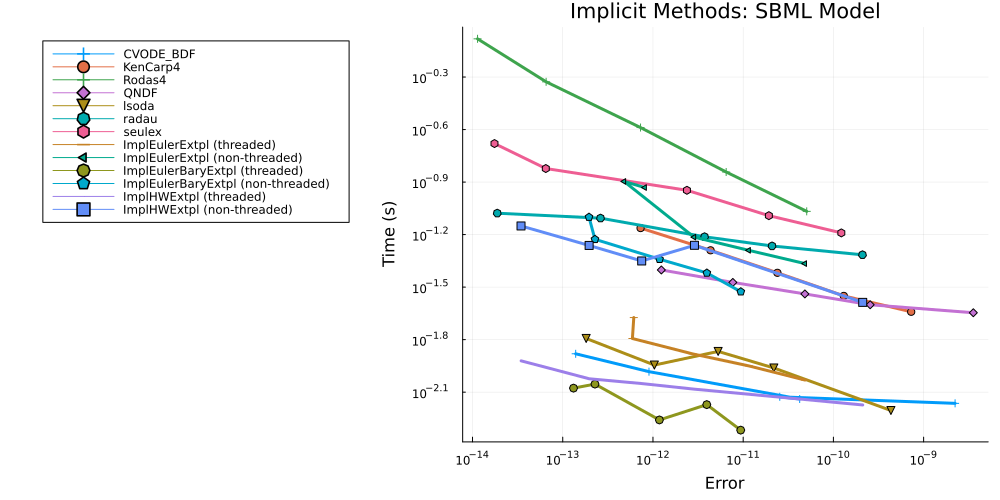 Implicit Methods: SBML Model
CVODE_BDF
KenCarp4
Rodas4
QNDF
lsoda
radau
seulex
ImplEulerExtpl (threaded)
ImplEulerExtpl (non-threaded)
ImplEulerBaryExtpl (threaded)
ImplEulerBaryExtpl (non-threaded)
ImplHWExtpl (threaded)
ImplHWExtpl (non-threaded)
Time (s)
10⁻⁰·³
10⁻⁰·⁶
10⁻⁰·⁹
10⁻¹·²
10⁻¹·⁵
10⁻¹·⁸
10⁻²·¹
10⁻¹⁴ 10⁻¹³ 10⁻¹² 10⁻¹¹ 10⁻¹⁰ 10⁻⁹
Error